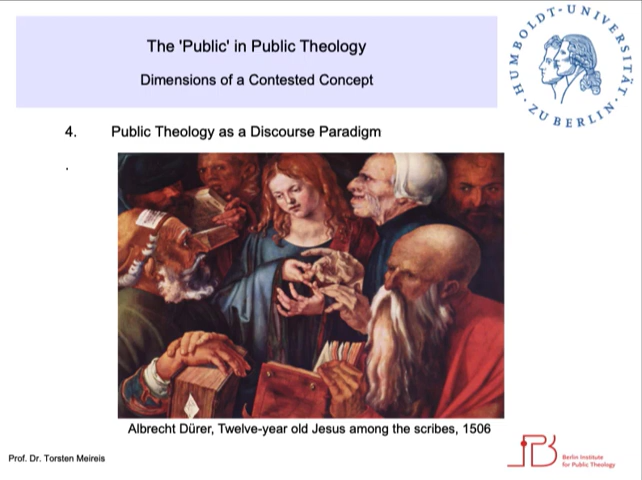 The 'Public' in Public Theology
Dimensions of a Contested Concept
HUMBOLDT-UNIVERSITÄT
· ZU BERLIN ·
4. Public Theology as a Discourse Paradigm
.
Albrecht Dürer, Twelve-year old Jesus among the scribes, 1506
Prof. Dr. Torsten Meireis
Berlin Institute
for Public Theology